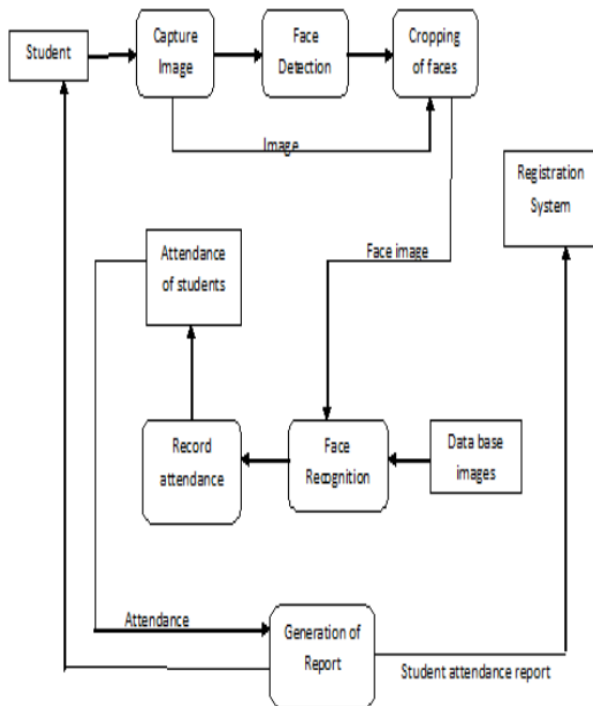 Student
Capture
Image
Face
Detection
Cropping
of faces
Image
Registration
System
Attendance
of students
Face image
Record
attendance
Face
Recognition
Data base
images
Attendance
Generation of
Report
Student attendance report